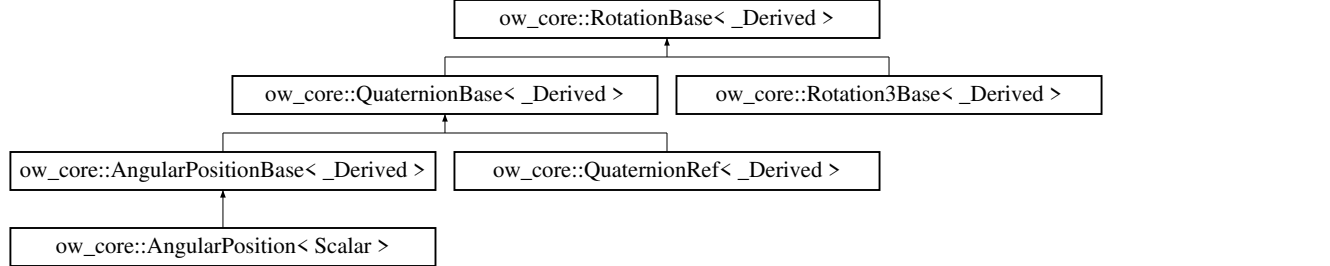 ow_core::RotationBase< _Derived >
ow_core::QuaternionBase< _Derived >
ow_core::Rotation3Base< _Derived >
ow_core::AngularPositionBase< _Derived >
ow_core::QuaternionRef< _Derived >
ow_core::AngularPosition< Scalar >